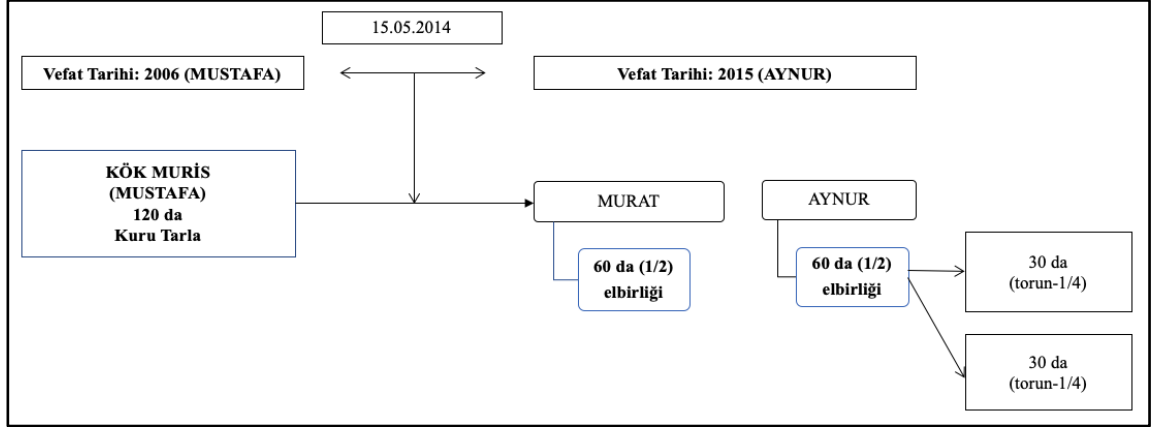 15.05.2014
Vefat Tarihi: 2006 (MUSTAFA)
Vefat Tarihi: 2015 (AYNUR)
KÖK MURİS
(MUSTAFA)
120 da
Kuru Tarla
MURAT
AYNUR
60 da (1/2)
elbirliği
60 da (1/2)
elbirliği
30 da
(torun-1/4)
30 da
(torun-1/4)